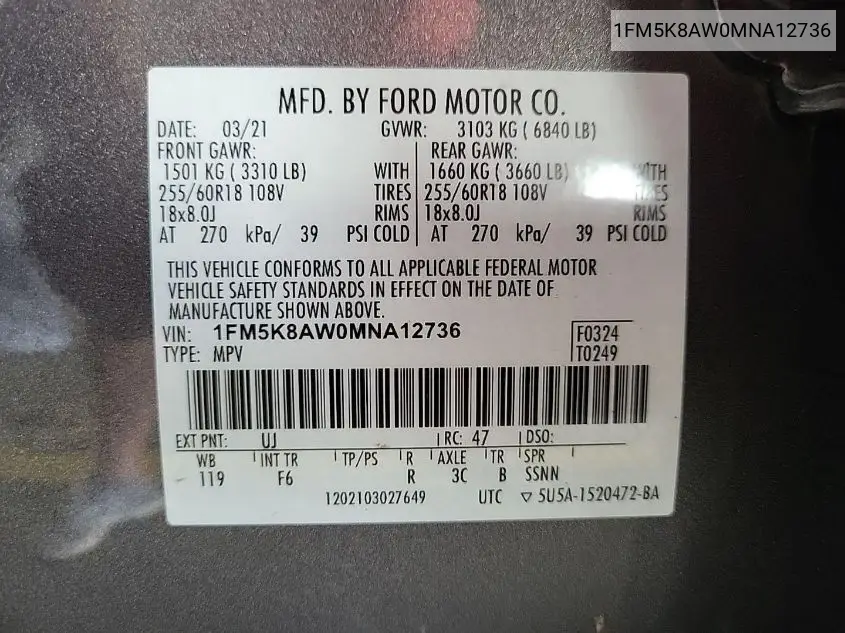 1FM5K8AW0MNA12736
MFD. BY FORD MOTOR CO.
DATE: 03/21 GVWR: 3103 KG ( 6840 LB)
FRONT GAWR: REAR GAWR:
1501 KG ( 3310 LB) WITH 1660 KG ( 3660 LB) WITH
255/60R18 108V TIRES 255/60R18 108V TIRES
18x8.0J RIMS 18x8.0J RIMS
AT 270 kPa/ 39 PSI COLD AT 270 kPa/ 39 PSI COLD
THIS VEHICLE CONFORMS TO ALL APPLICABLE FEDERAL MOTOR
VEHICLE SAFETY STANDARDS IN EFFECT ON THE DATE OF
MANUFACTURE SHOWN ABOVE.
VIN: 1FM5K8AW0MNA12736 F0324
TYPE: MPV T0249
EXT PNT: UJ RC: 47 DSO:
WB INT TR TP/PS R AXLE TR SPR
119 F6 R 3C B SSNN
1202103027649 UTC ▽ 5U5A-1520472-BA